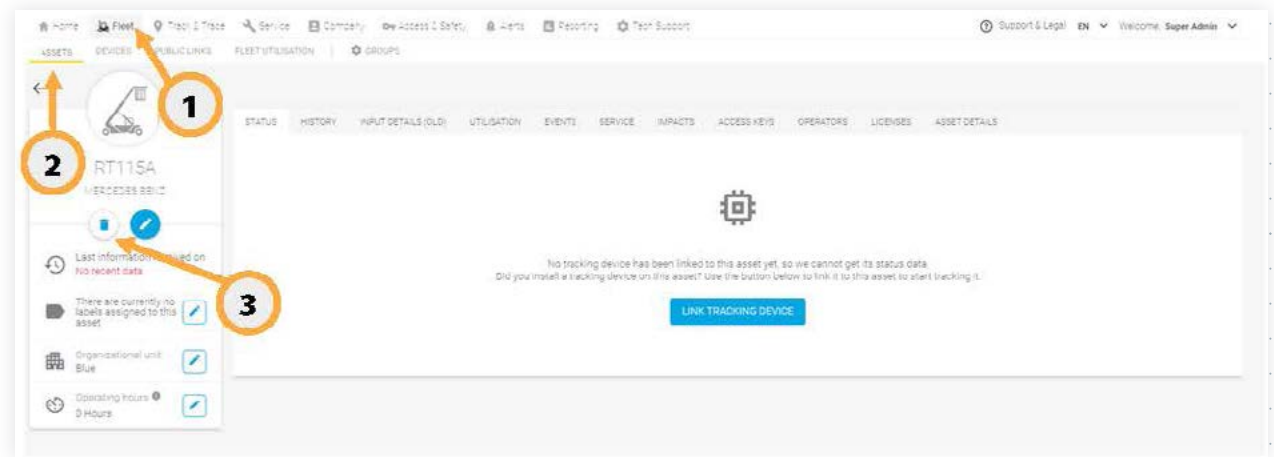 Home Fleet Track & Trace Service Company Access & Safety Alerts Reporting Tech Support Support & Legal EN Welcome, Super Admin
ASSETS DEVICES PUBLIC LINKS FLEET UTILISATION GROUPS
1
STATUS HISTORY INPUT DETAILS (OLD) UTILISATION EVENTS SERVICE IMPACTS ACCESS KEYS OPERATORS LICENSES ASSET DETAILS
2
RT115A
MERCEDES BENZ
Last information on
No recent data
No tracking device has been linked to this asset yet, so we cannot get its status data.
Did you install a tracking device on this asset? Use the button below to link it to this asset to start tracking it.
LINK TRACKING DEVICE
3
There are currently no
labels assigned to this
asset
Organizational unit
Blue
Operating hours
0 Hours